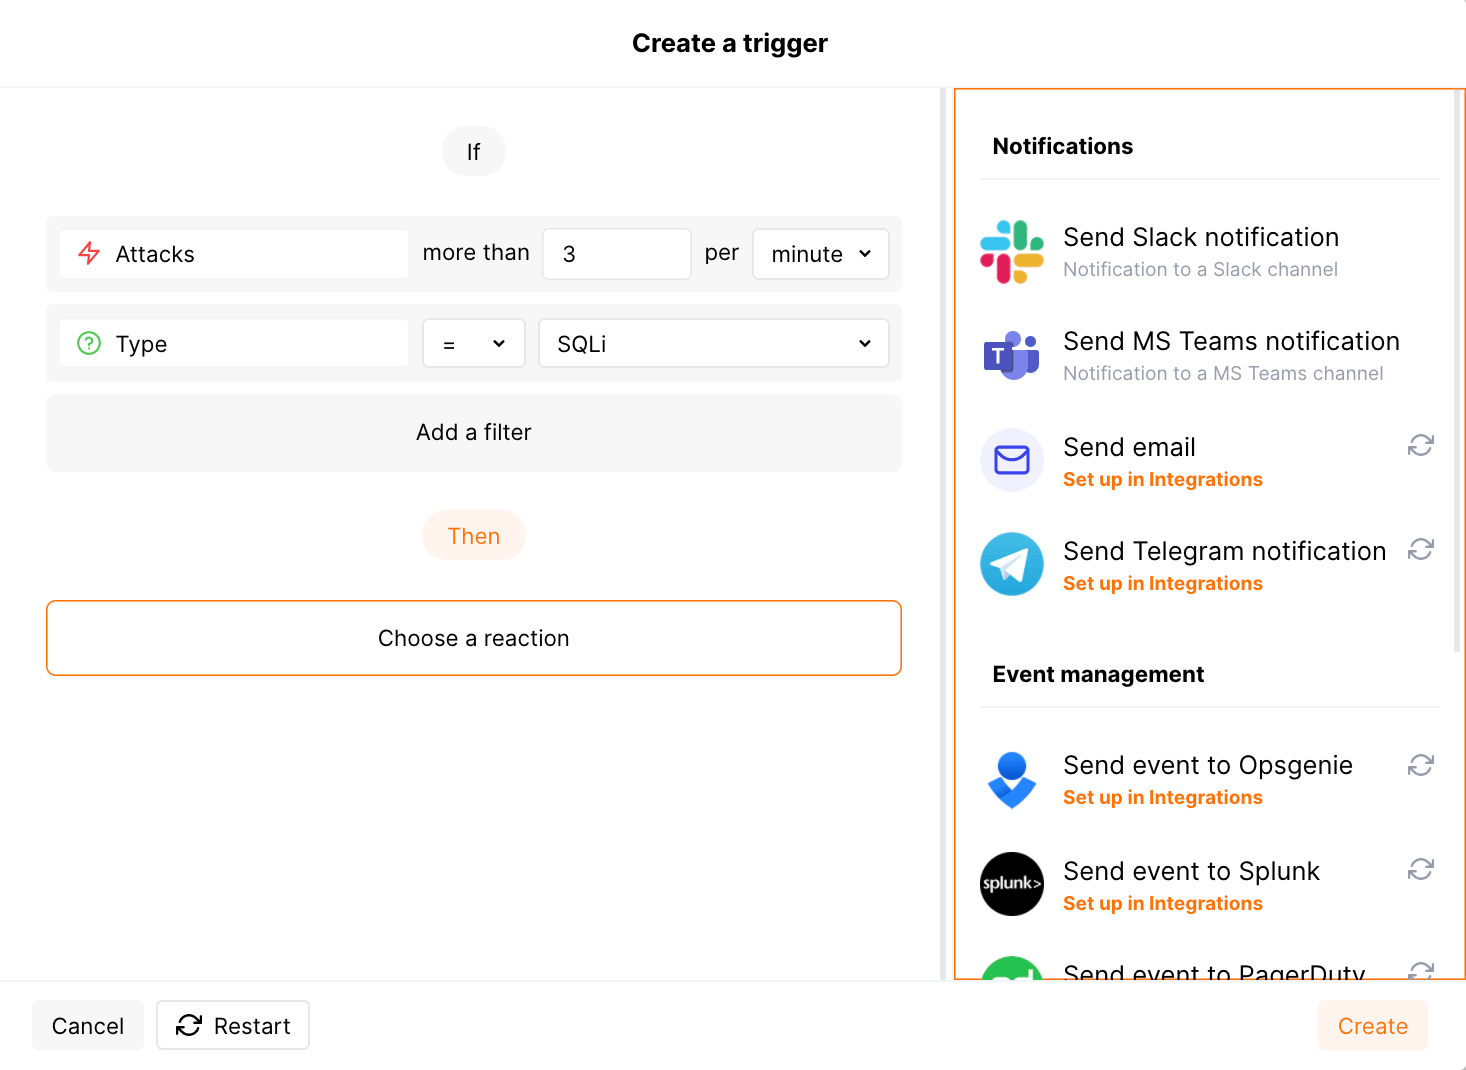 Create a trigger
If
Attacks more than 3 per minute
Type = SQLi
Add a filter
Then
Choose a reaction
Notifications
Send Slack notification
Notification to a Slack channel
T
Send MS Teams notification
Notification to a MS Teams channel
Send email
Set up in Integrations
Send Telegram notification
Set up in Integrations
Event management
Send event to Opsgenie
Set up in Integrations
splunk>
Send event to Splunk
Set up in Integrations
pd
Send event to PagerDuty
Cancel
Restart
Create